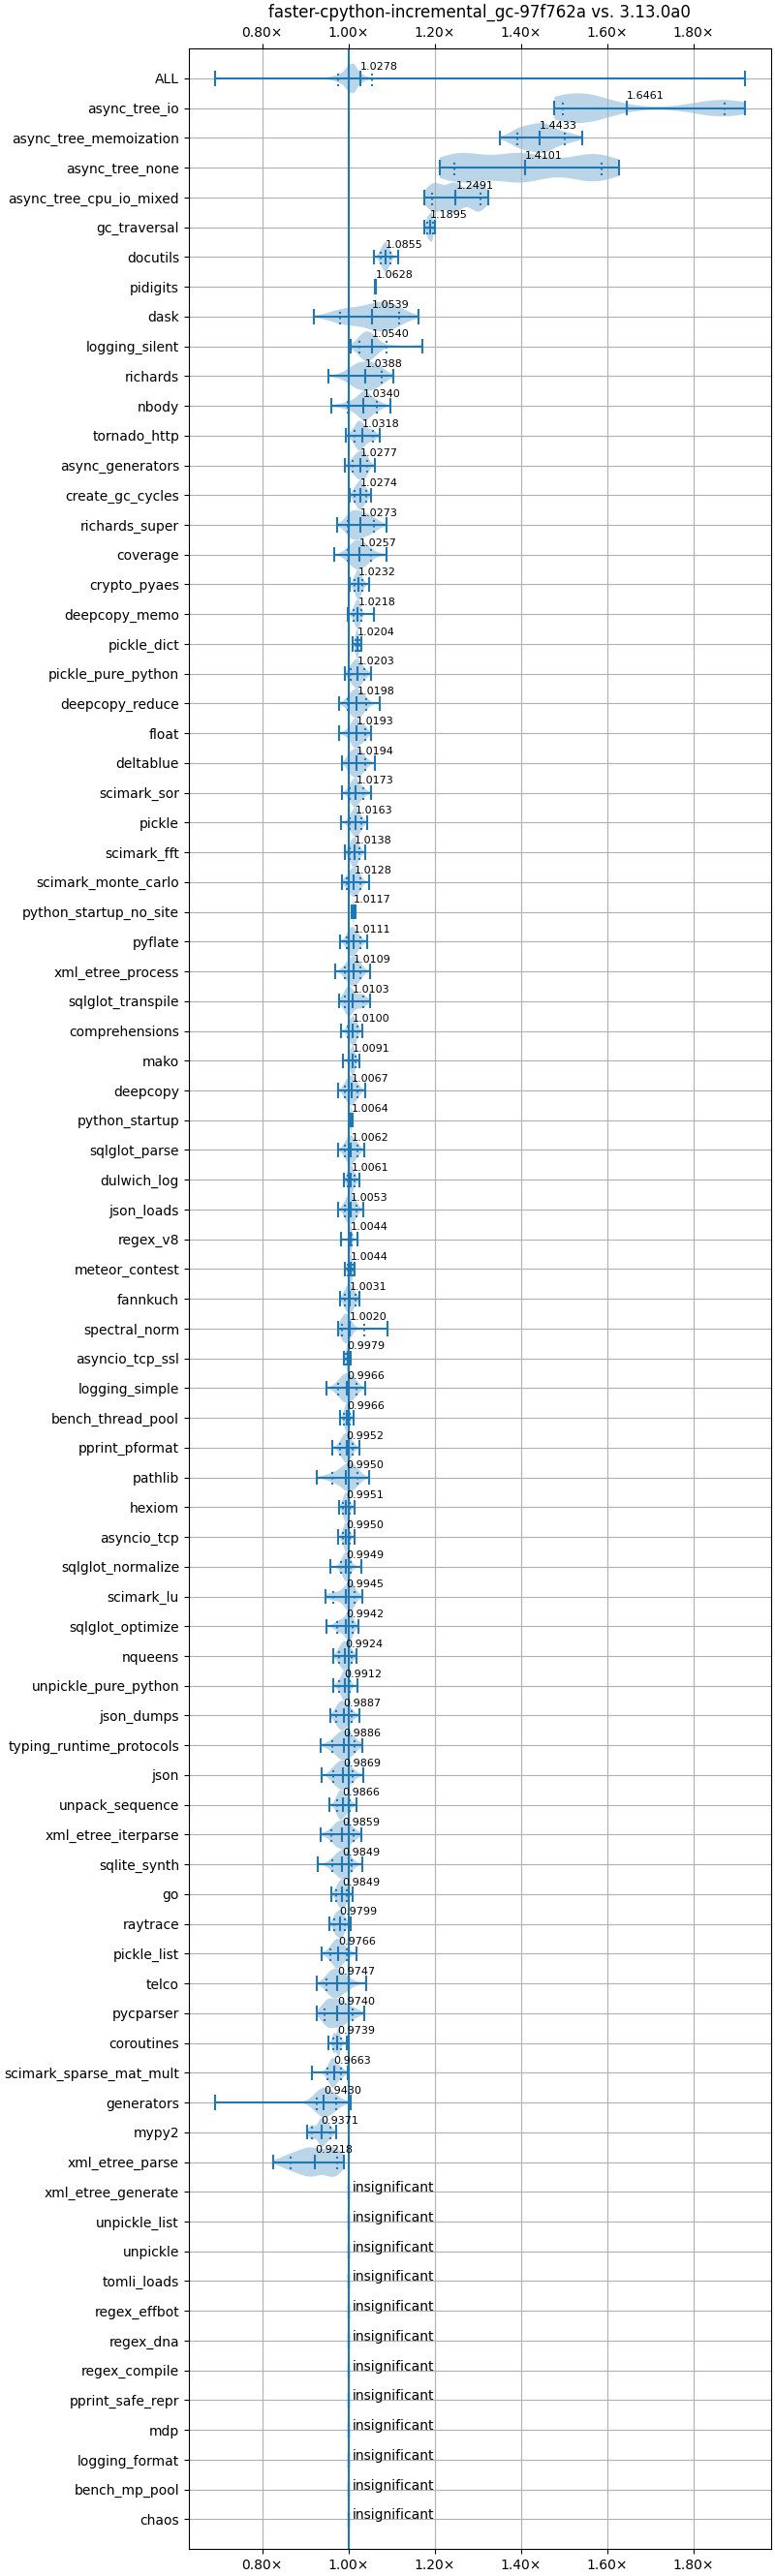 faster-cpython-incremental_gc-97f762a vs. 3.13.0a0
0.80× 1.00× 1.20× 1.40× 1.60× 1.80×
ALL 1.0278
async_tree_io 1.6461
async_tree_memoization 1.4433
async_tree_none 1.4101
async_tree_cpu_io_mixed 1.2491
gc_traversal 1.1895
docutils 1.0855
pidigits 1.0628
dask 1.0539
logging_silent 1.0540
richards 1.0388
nbody 1.0340
tornado_http 1.0318
async_generators 1.0277
create_gc_cycles 1.0274
richards_super 1.0273
coverage 1.0257
crypto_pyaes 1.0232
deepcopy_memo 1.0218
pickle_dict 1.0204
pickle_pure_python 1.0203
deepcopy_reduce 1.0198
float 1.0193
deltablue 1.0194
scimark_sor 1.0173
pickle 1.0163
scimark_fft 1.0138
scimark_monte_carlo 1.0128
python_startup_no_site 1.0117
pyflate 1.0111
xml_etree_process 1.0109
sqlglot_transpile 1.0103
comprehensions 1.0100
mako 1.0091
deepcopy 1.0067
python_startup 1.0064
sqlglot_parse 1.0062
dulwich_log 1.0061
json_loads 1.0053
regex_v8 1.0044
meteor_contest 1.0044
fannkuch 1.0031
spectral_norm 1.0020
asyncio_tcp_ssl 0.9979
logging_simple 0.9966
bench_thread_pool 0.9966
pprint_pformat 0.9952
pathlib 0.9950
hexiom 0.9951
asyncio_tcp 0.9950
sqlglot_normalize 0.9949
scimark_lu 0.9945
sqlglot_optimize 0.9942
nqueens 0.9924
unpickle_pure_python 0.9912
json_dumps 0.9887
typing_runtime_protocols 0.9886
json 0.9869
unpack_sequence 0.9866
xml_etree_iterparse 0.9859
sqlite_synth 0.9849
go 0.9849
raytrace 0.9799
pickle_list 0.9766
telco 0.9747
pycparser 0.9740
coroutines 0.9739
scimark_sparse_mat_mult 0.9663
generators 0.9430
mypy2 0.9371
xml_etree_parse 0.9218
xml_etree_generate insignificant
unpickle_list insignificant
unpickle insignificant
tomli_loads insignificant
regex_effbot insignificant
regex_dna insignificant
regex_compile insignificant
pprint_safe_repr insignificant
mdp insignificant
logging_format insignificant
bench_mp_pool insignificant
chaos insignificant
0.80× 1.00× 1.20× 1.40× 1.60× 1.80×